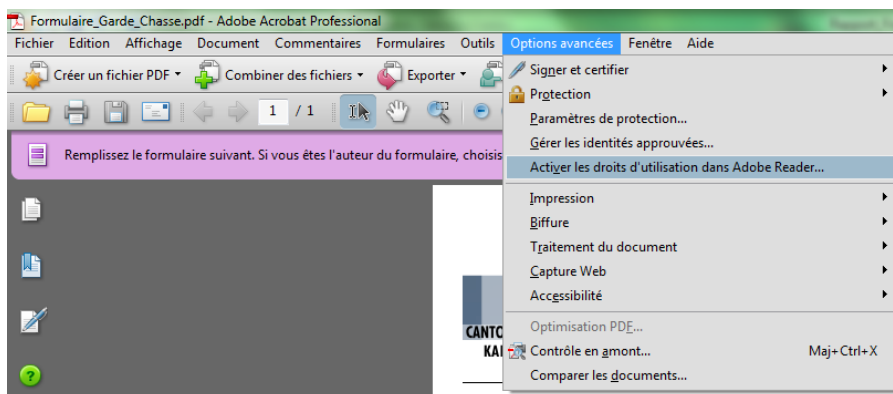 Formulaire_Garde_Chasse.pdf - Adobe Acrobat Professional
Fichier Edition Affichage Document Commentaires Formulaires Outils Options avancées Fenêtre Aide
Créer un fichier PDF Combiner des fichiers Exporter
1 / 1
Remplissez le formulaire suivant. Si vous êtes l'auteur du formulaire, choisis
Signer et certifier
Protection
Paramètres de protection...
Gérer les identités approuvées...
Activer les droits d'utilisation dans Adobe Reader...
Impression
Biffure
Traitement du document
Capture Web
Accessibilité
Optimisation PDF...
Contrôle en amont... Maj+Ctrl+X
Comparer les documents...
CANTO
KAI